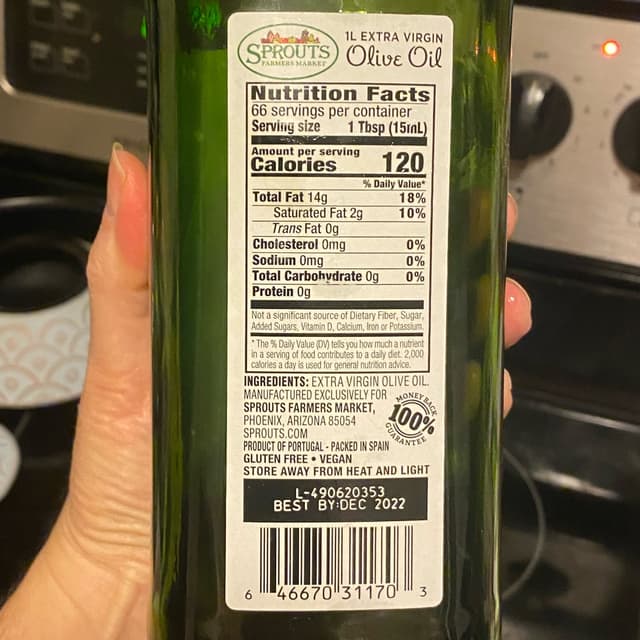 SPROUTS
FARMERS MARKET
1L EXTRA VIRGIN
Olive Oil
Nutrition Facts
66 servings per container
Serving size 1 Tbsp (15mL)
Amount per serving
Calories 120
% Daily Value*
Total Fat 14g 18%
Saturated Fat 2g 10%
Trans Fat 0g
Cholesterol 0mg 0%
Sodium 0mg 0%
Total Carbohydrate 0g 0%
Protein 0g
Not a significant source of Dietary Fiber, Sugar,
Added Sugars, Vitamin D, Calcium, Iron or Potassium.
* The % Daily Value (DV) tells you how much a nutrient
in a serving of food contributes to a daily diet. 2,000
calories a day is used for general nutrition advice.
INGREDIENTS: EXTRA VIRGIN OLIVE OIL.
MANUFACTURED EXCLUSIVELY FOR
SPROUTS FARMERS MARKET,
PHOENIX, ARIZONA 85054
SPROUTS.COM
MONEY BACK
100%
GUARANTEE
PRODUCT OF PORTUGAL - PACKED IN SPAIN
GLUTEN FREE • VEGAN
STORE AWAY FROM HEAT AND LIGHT
L-490620353
BEST BY:DEC 2022
6 46670 31170 3